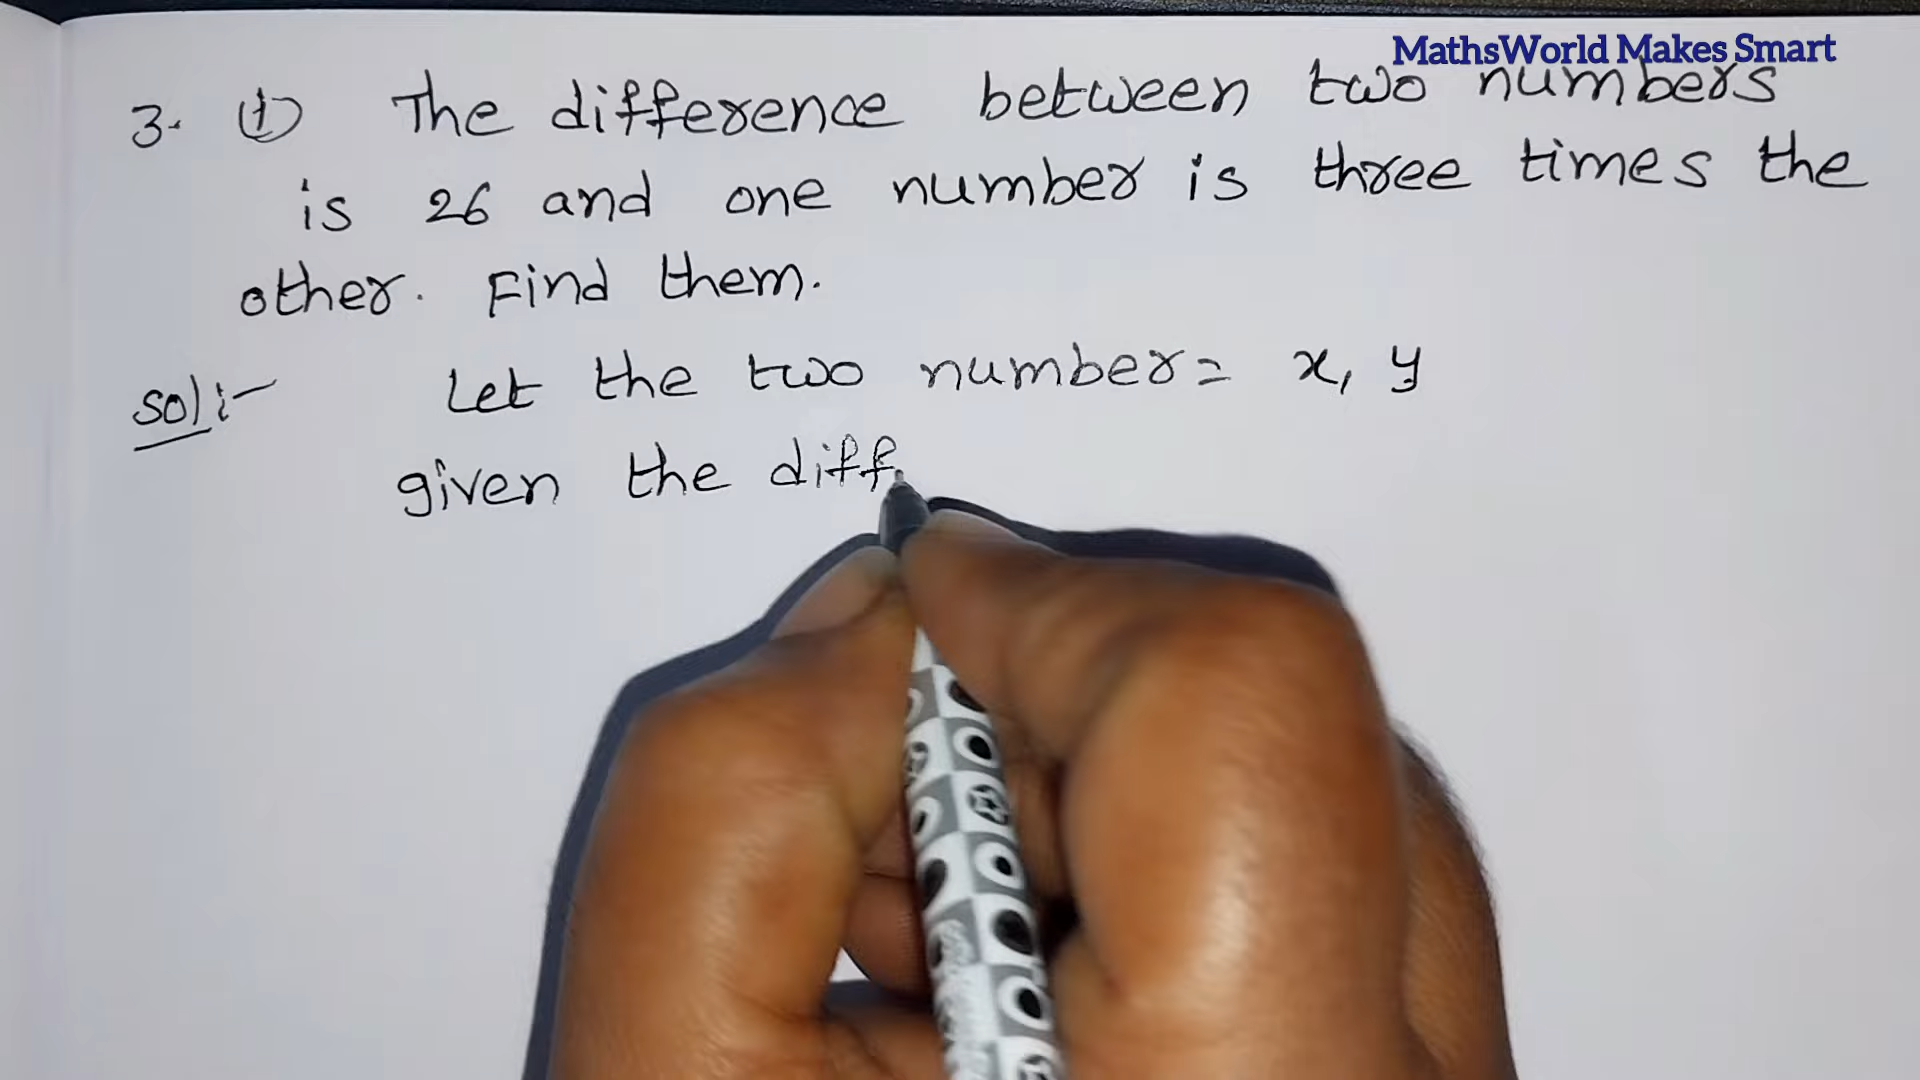 MathsWorld Makes Smart
3. (i) The difference between two numbers
is 26 and one number is three times the
other. Find them.
Sol:- Let the two number = x, y
given the diff